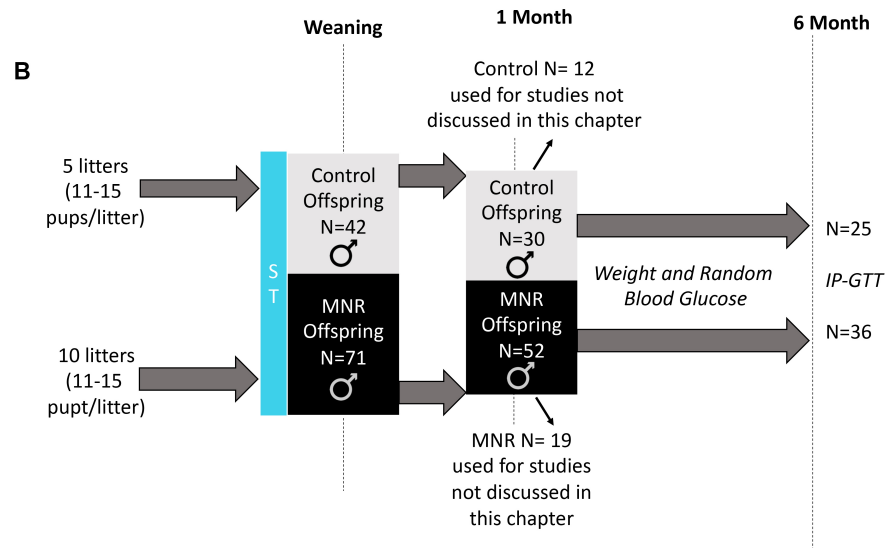 Weaning
1 Month
6 Month
B
Control N= 12
used for studies not
discussed in this chapter
5 litters
(11-15
pups/litter)
Control
Offspring
N=42
Control
Offspring
N=30
N=25
S
T
Weight and Random
Blood Glucose
IP-GTT
MNR
Offspring
N=71
MNR
Offspring
N=52
N=36
10 litters
(11-15
pupt/litter)
MNR N= 19
used for studies
not discussed in
this chapter